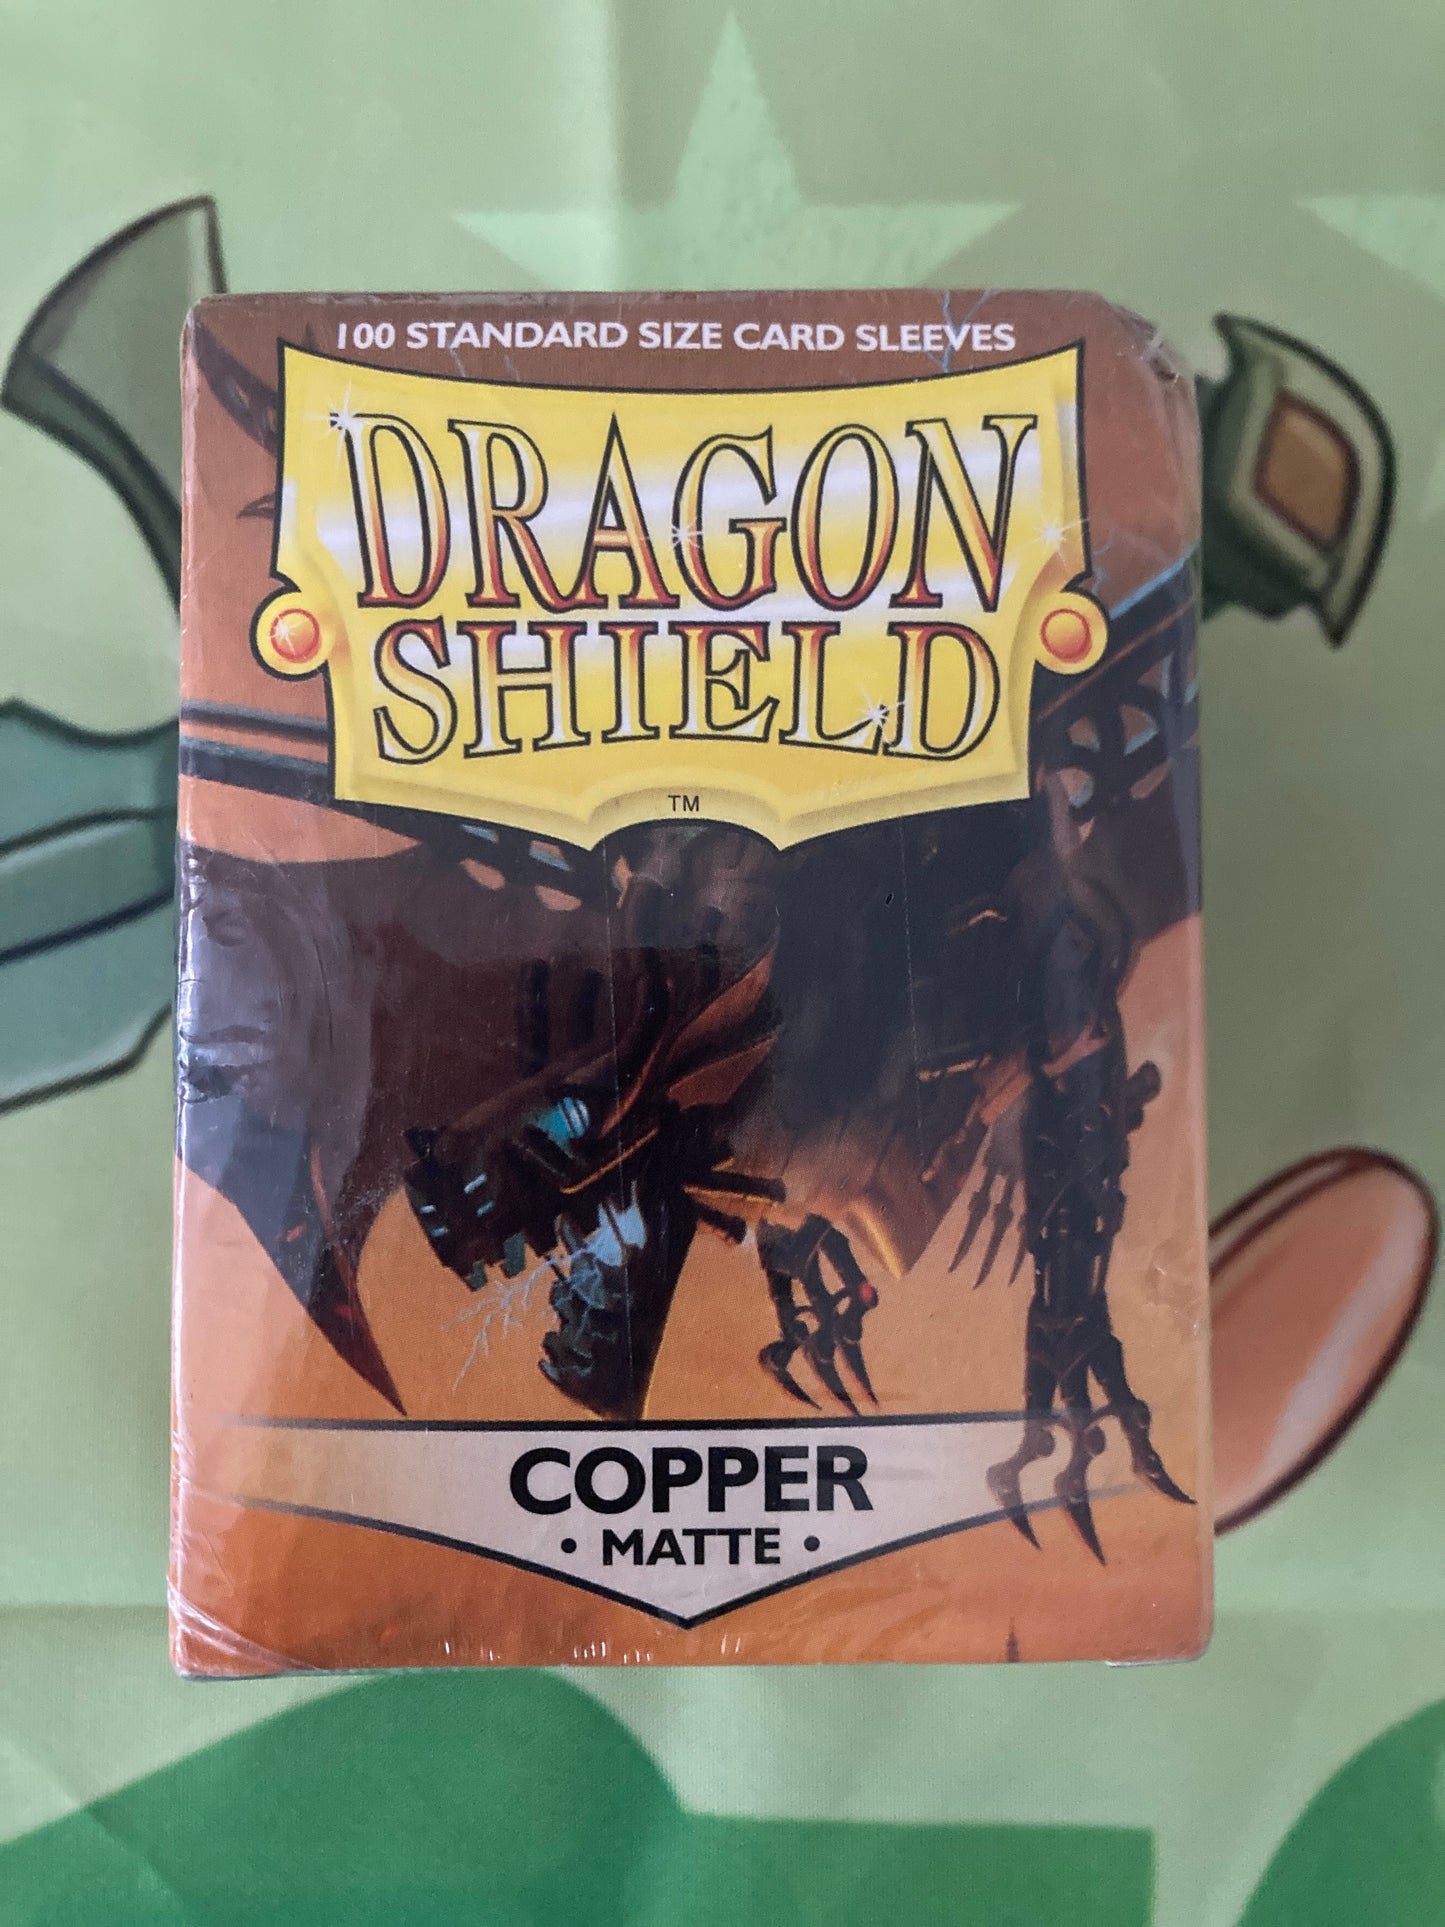 100 STANDARD SIZE CARD SLEEVES
DRAGON
SHIELD
TM
COPPER
• MATTE •